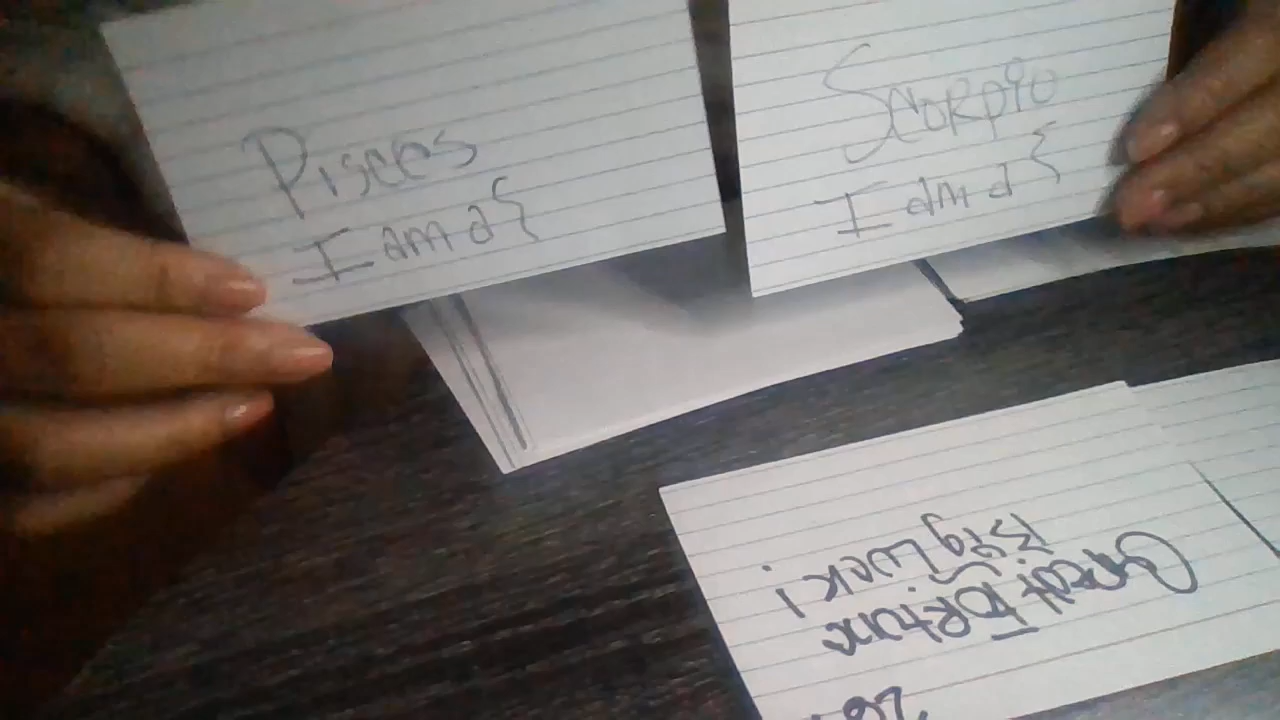 Pisces
I am a {
Scorpio
I am a {
Great Fortune
Big Luck!